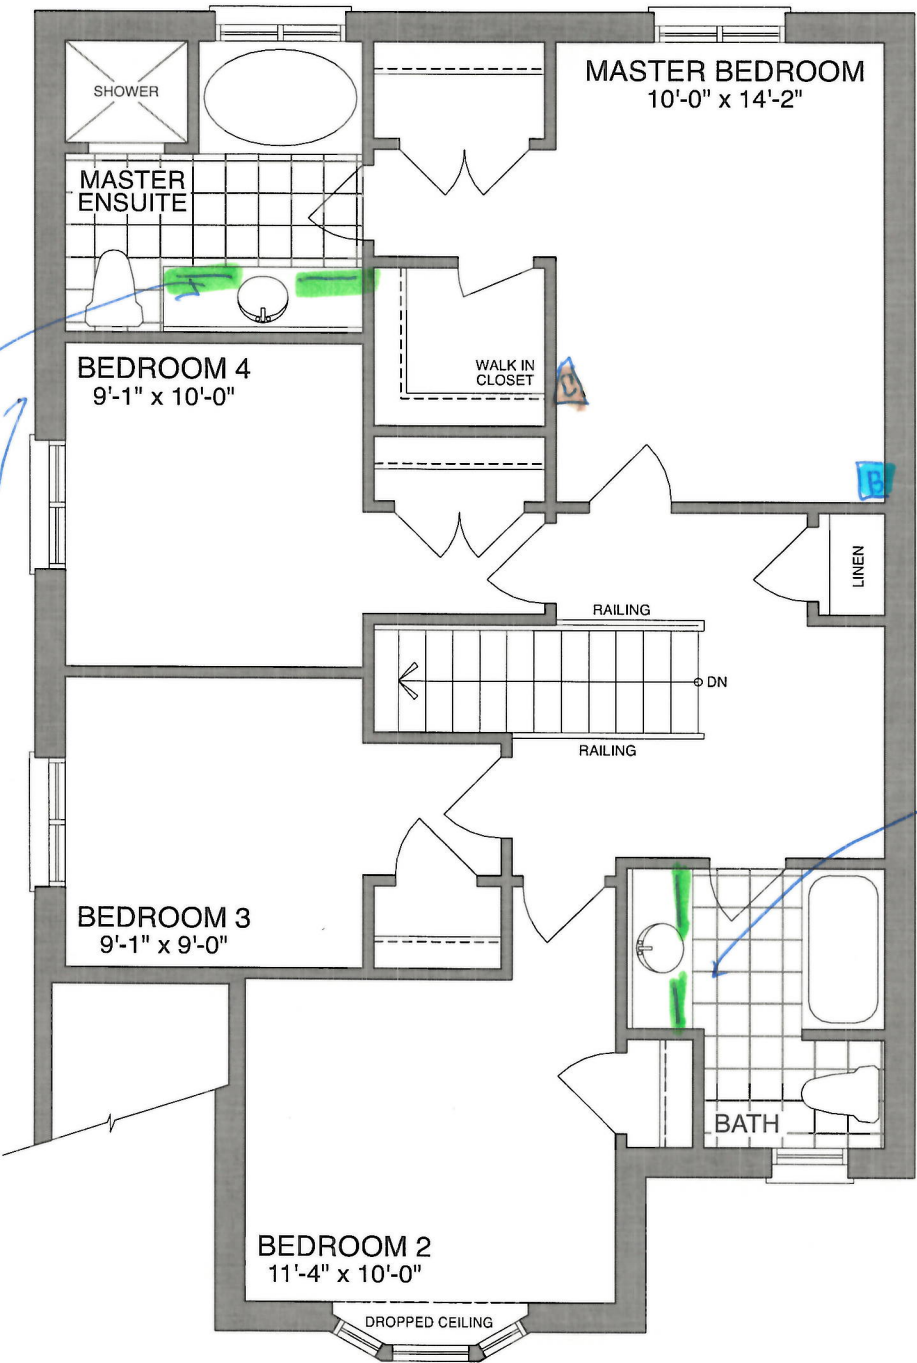 SHOWER
MASTER BEDROOM
10'-0" x 14'-2"
MASTER
ENSUITE
WALK IN
CLOSET
BEDROOM 4
9'-1" x 10'-0"
C
B
LINEN
RAILING
DN
RAILING
BEDROOM 3
9'-1" x 9'-0"
BATH
BEDROOM 2
11'-4" x 10'-0"
DROPPED CEILING